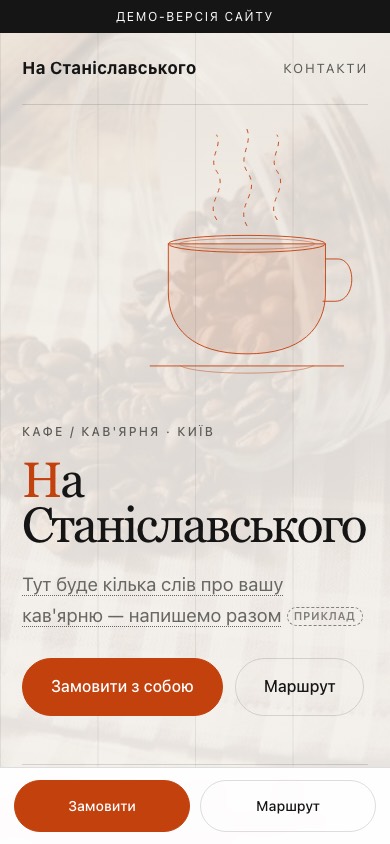 ДЕМО-ВЕРСІЯ САЙТУ
На Станіславського
КОНТАКТИ
КАФЕ / КАВ'ЯРНЯ · КИЇВ
На
Станіславського
Тут буде кілька слів про вашу
кав'ярню — напишемо разом ПРИКЛАД
Замовити з собою
Маршрут
Замовити
Маршрут